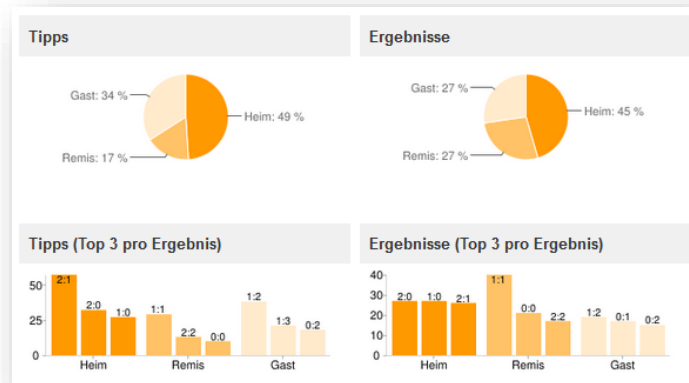 Tipps
Gast: 34 %
Heim: 49 %
Remis: 17 %
Ergebnisse
Gast: 27 %
Heim: 45 %
Remis: 27 %
Tipps (Top 3 pro Ergebnis)
50
25
0
2:1
2:0
1:0
1:1
2:2
0:0
1:2
1:3
0:2
Heim
Remis
Gast
Ergebnisse (Top 3 pro Ergebnis)
40
30
20
10
0
2:0
1:0
2:1
1:1
0:0
2:2
1:2
0:1
0:2
Heim
Remis
Gast